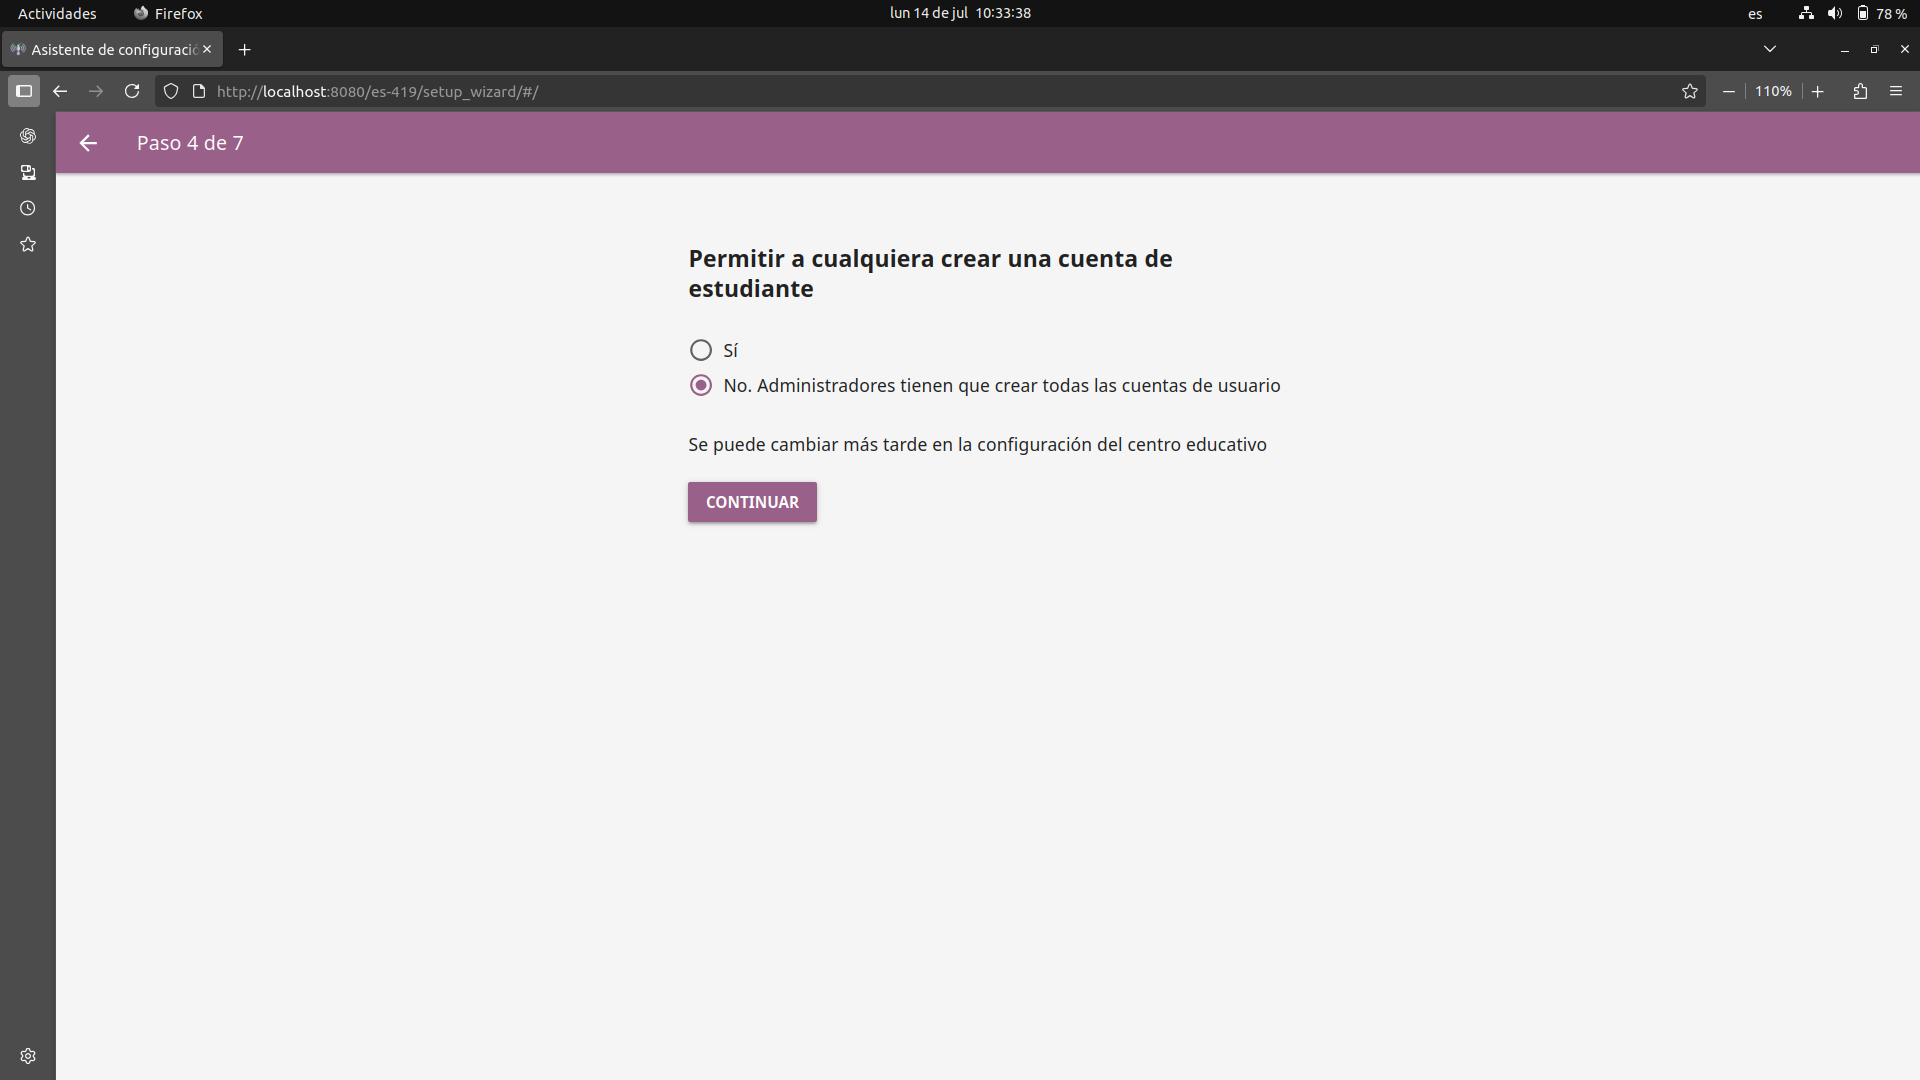 Actividades
Firefox
lun 14 de jul 10:33:38
es
78 %
Asistente de configuració
http://localhost:8080/es-419/setup_wizard/#/
110%
Paso 4 de 7
Permitir a cualquiera crear una cuenta de
estudiante
Sí
No. Administradores tienen que crear todas las cuentas de usuario
Se puede cambiar más tarde en la configuración del centro educativo
CONTINUAR